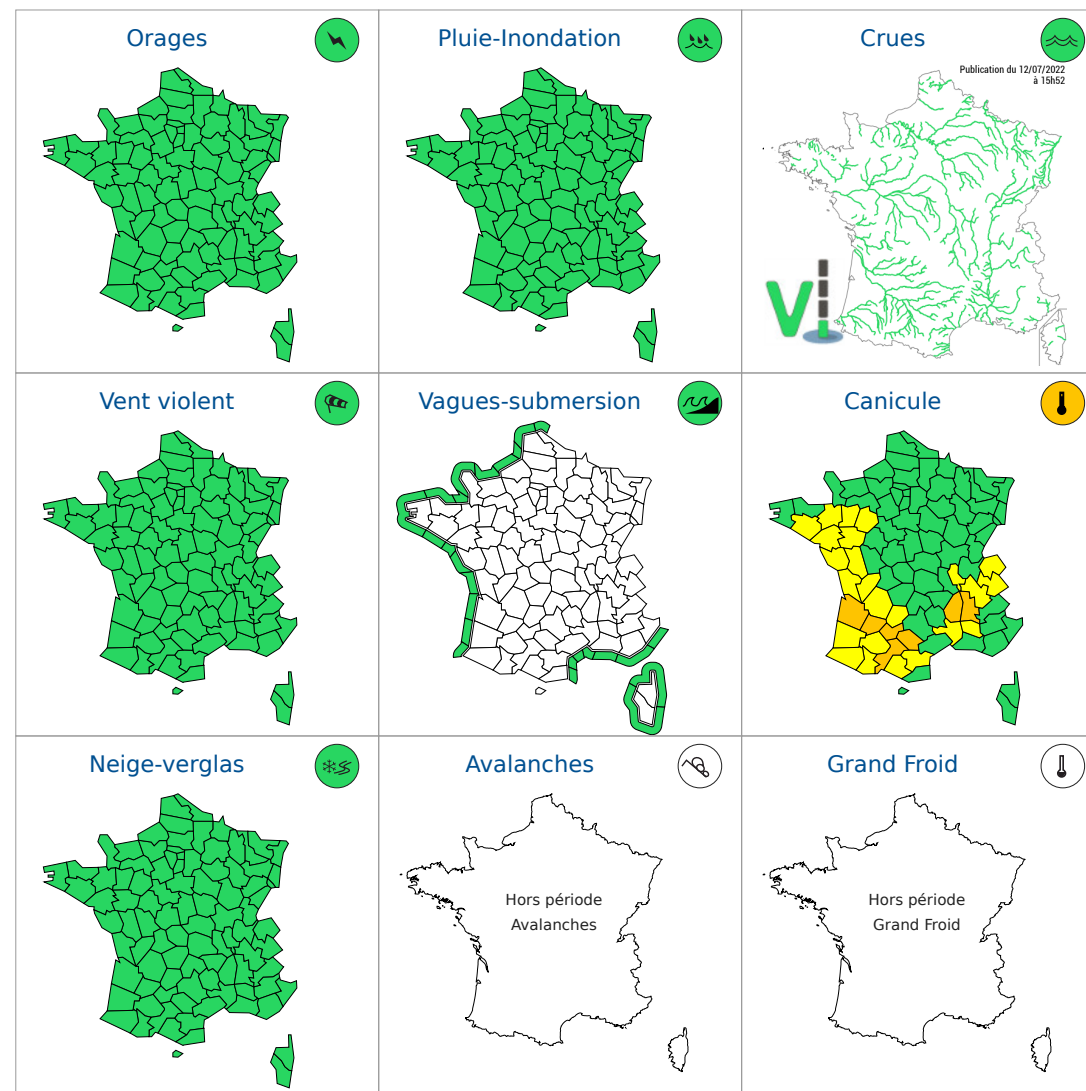 Orages
Pluie-Inondation
Crues
Publication du 12/07/2022
à 15h52
Vi
Vent violent
Vagues-submersion
Canicule
Neige-verglas
Avalanches
Hors période
Avalanches
Grand Froid
Hors période
Grand Froid